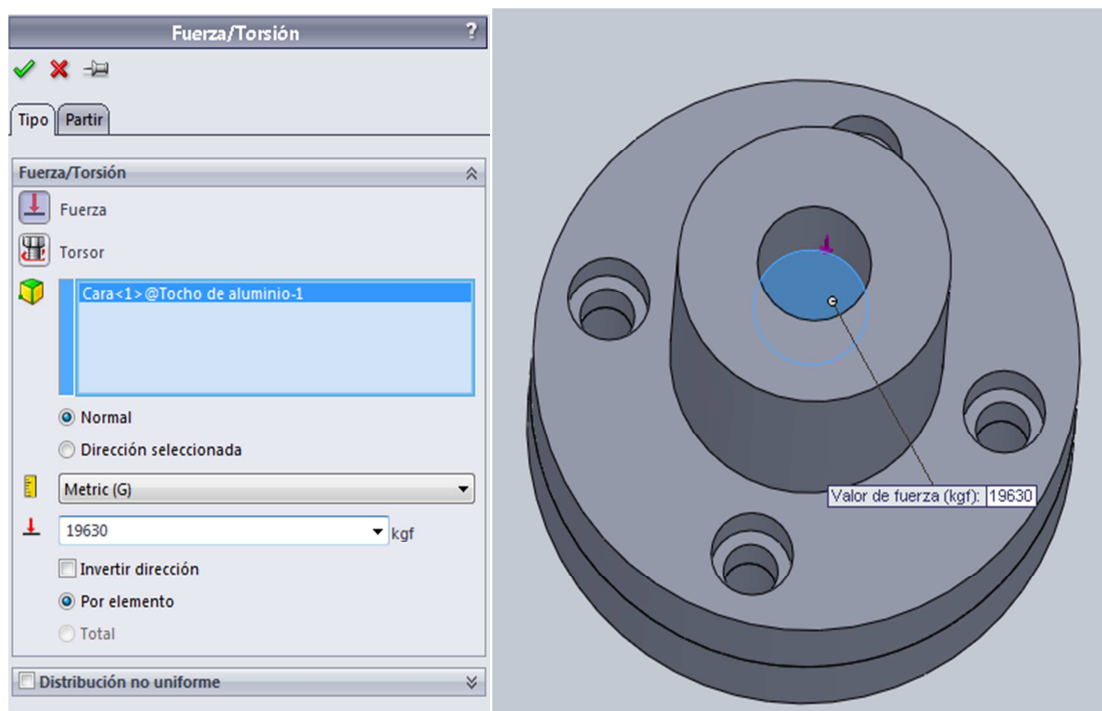 Fuerza/Torsión ?
Tipo Partir
Fuerza/Torsión
Fuerza
Torsor
Cara<1>@Tocho de aluminio-1
Normal
Dirección seleccionada
Metric (G)
19630 kgf
Invertir dirección
Por elemento
Total
Distribución no uniforme
Valor de fuerza (kgf): 19630